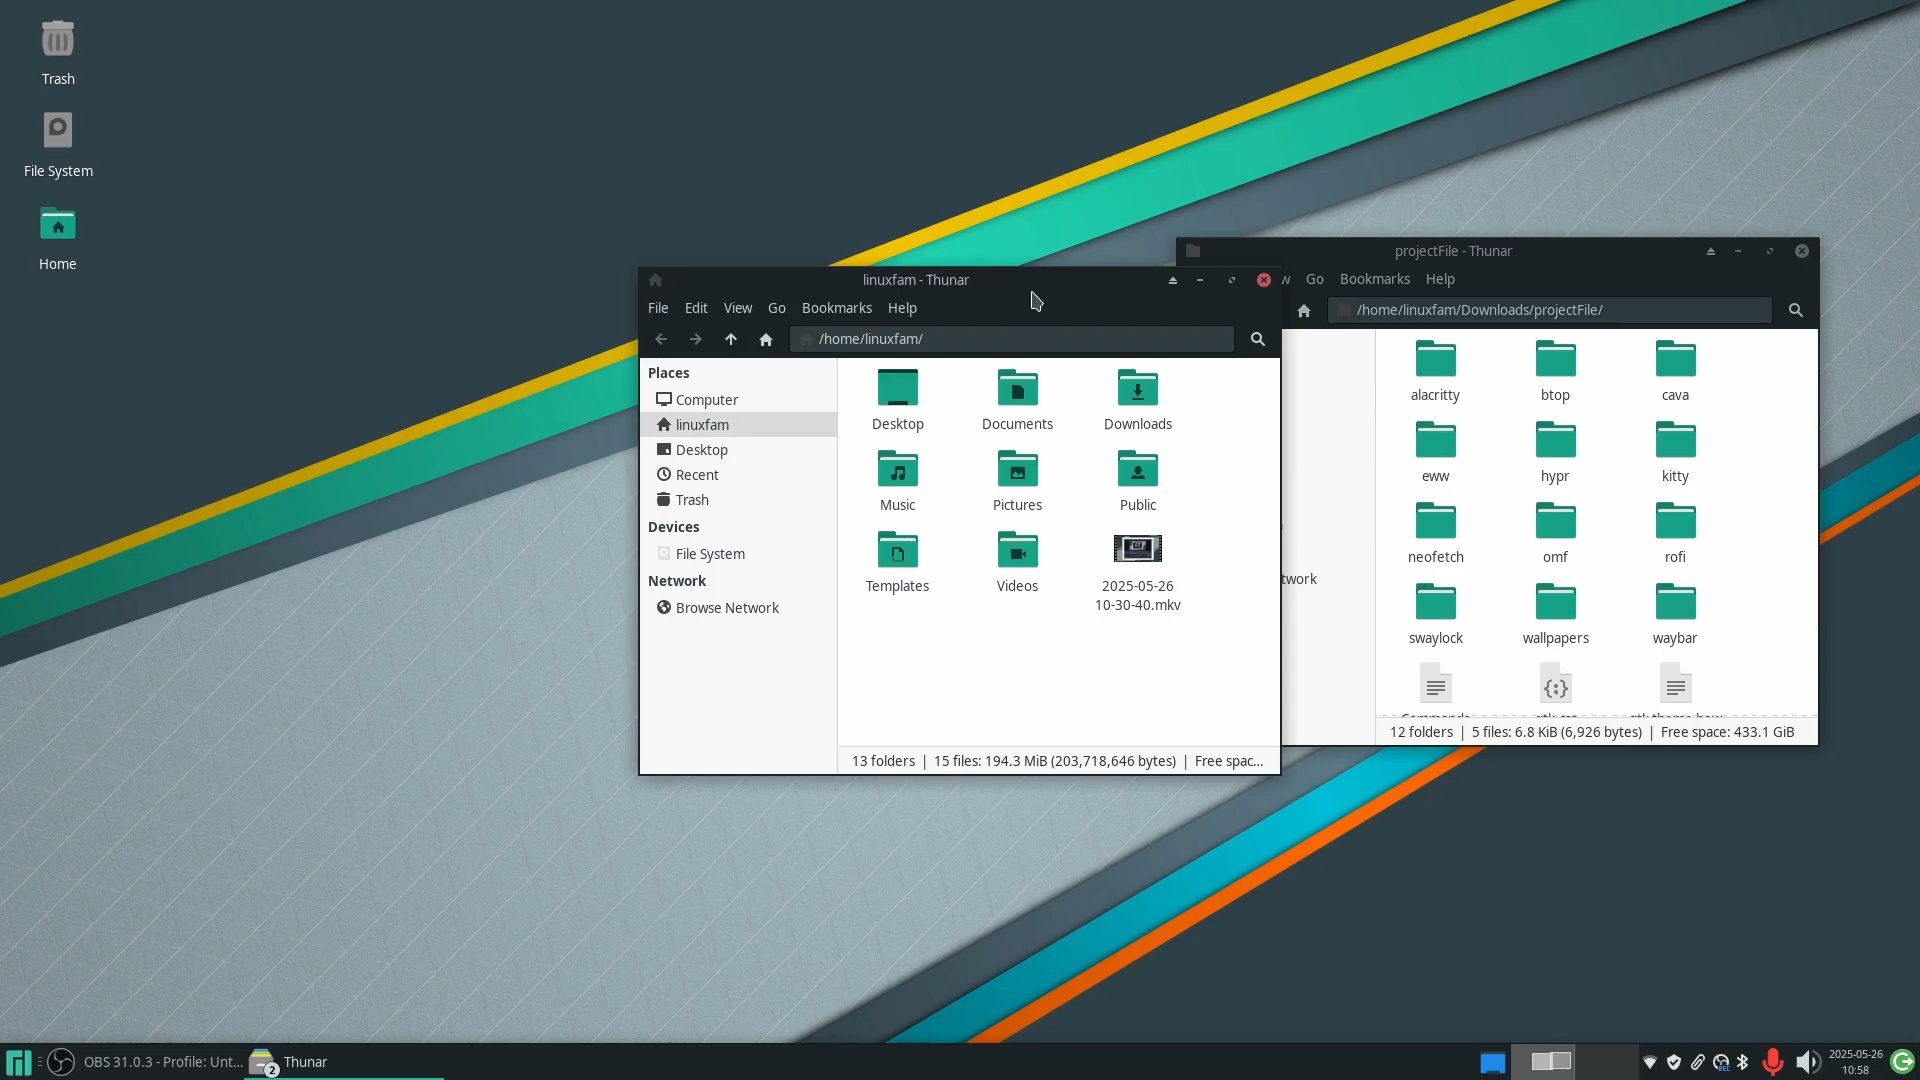 Trash
File System
Home
projectFile - Thunar
Go Bookmarks Help
/home/linuxfam/Downloads/projectFile/
alacritty btop cava
eww hypr kitty
neofetch omf rofi
swaylock wallpapers waybar
12 folders | 5 files: 6.8 KiB (6,926 bytes) | Free space: 433.1 GiB
linuxfam - Thunar
File Edit View Go Bookmarks Help
/home/linuxfam/
Places
Computer
linuxfam
Desktop
Recent
Trash
Devices
File System
Network
Browse Network
Desktop Documents Downloads
Music Pictures Public
Templates Videos 2025-05-26
10-30-40.mkv
13 folders | 15 files: 194.3 MiB (203,718,646 bytes) | Free spac...
OBS 31.0.3 - Profile: Unt...
2 Thunar
REC
2025-05-26
10:58